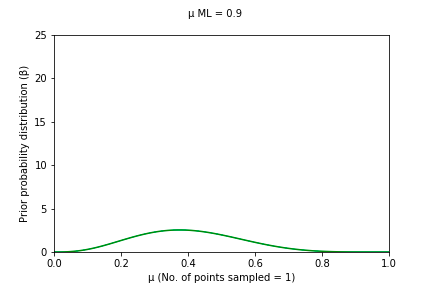 μ ML = 0.9
25
20
15
10
5
0
Prior probability distribution (β)
0.0 0.2 0.4 0.6 0.8 1.0
μ (No. of points sampled = 1)